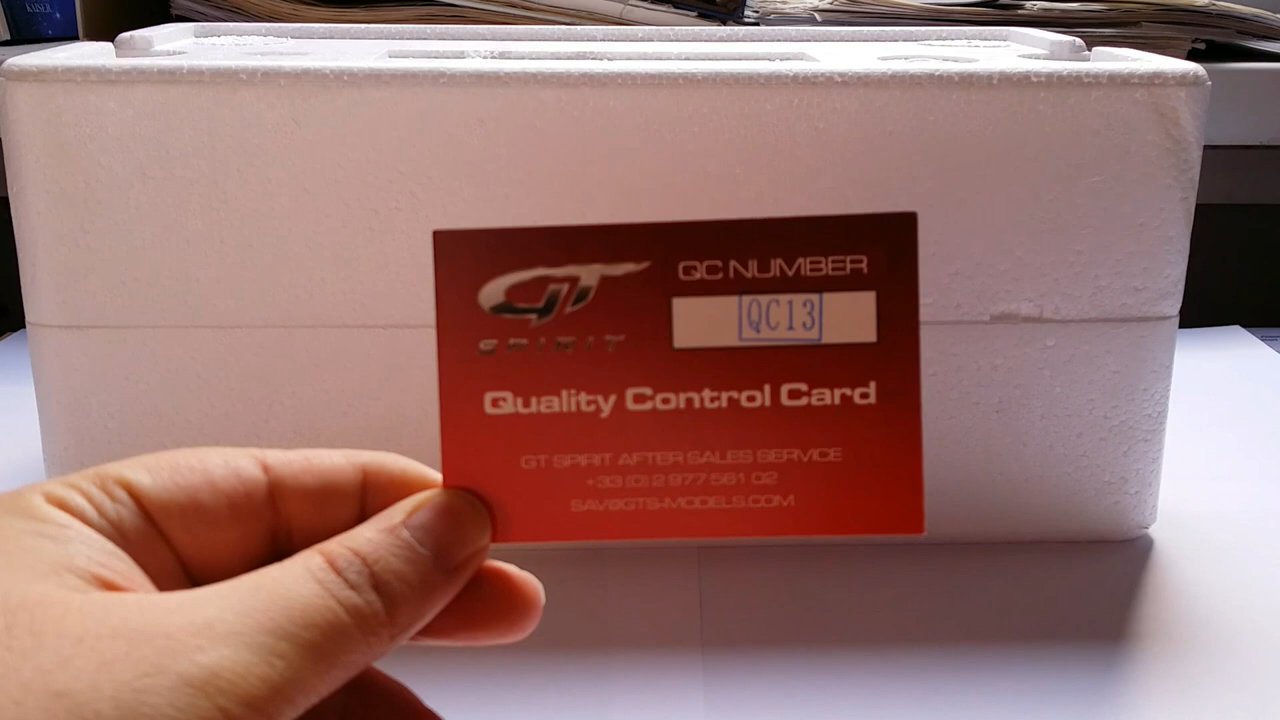 KAISER
GT
SPIRIT
QC NUMBER
QC13
Quality Control Card
GT SPIRIT AFTER SALES SERVICE
+33 (0) 2 977 561 02
SAV@GTS-MODELS.COM